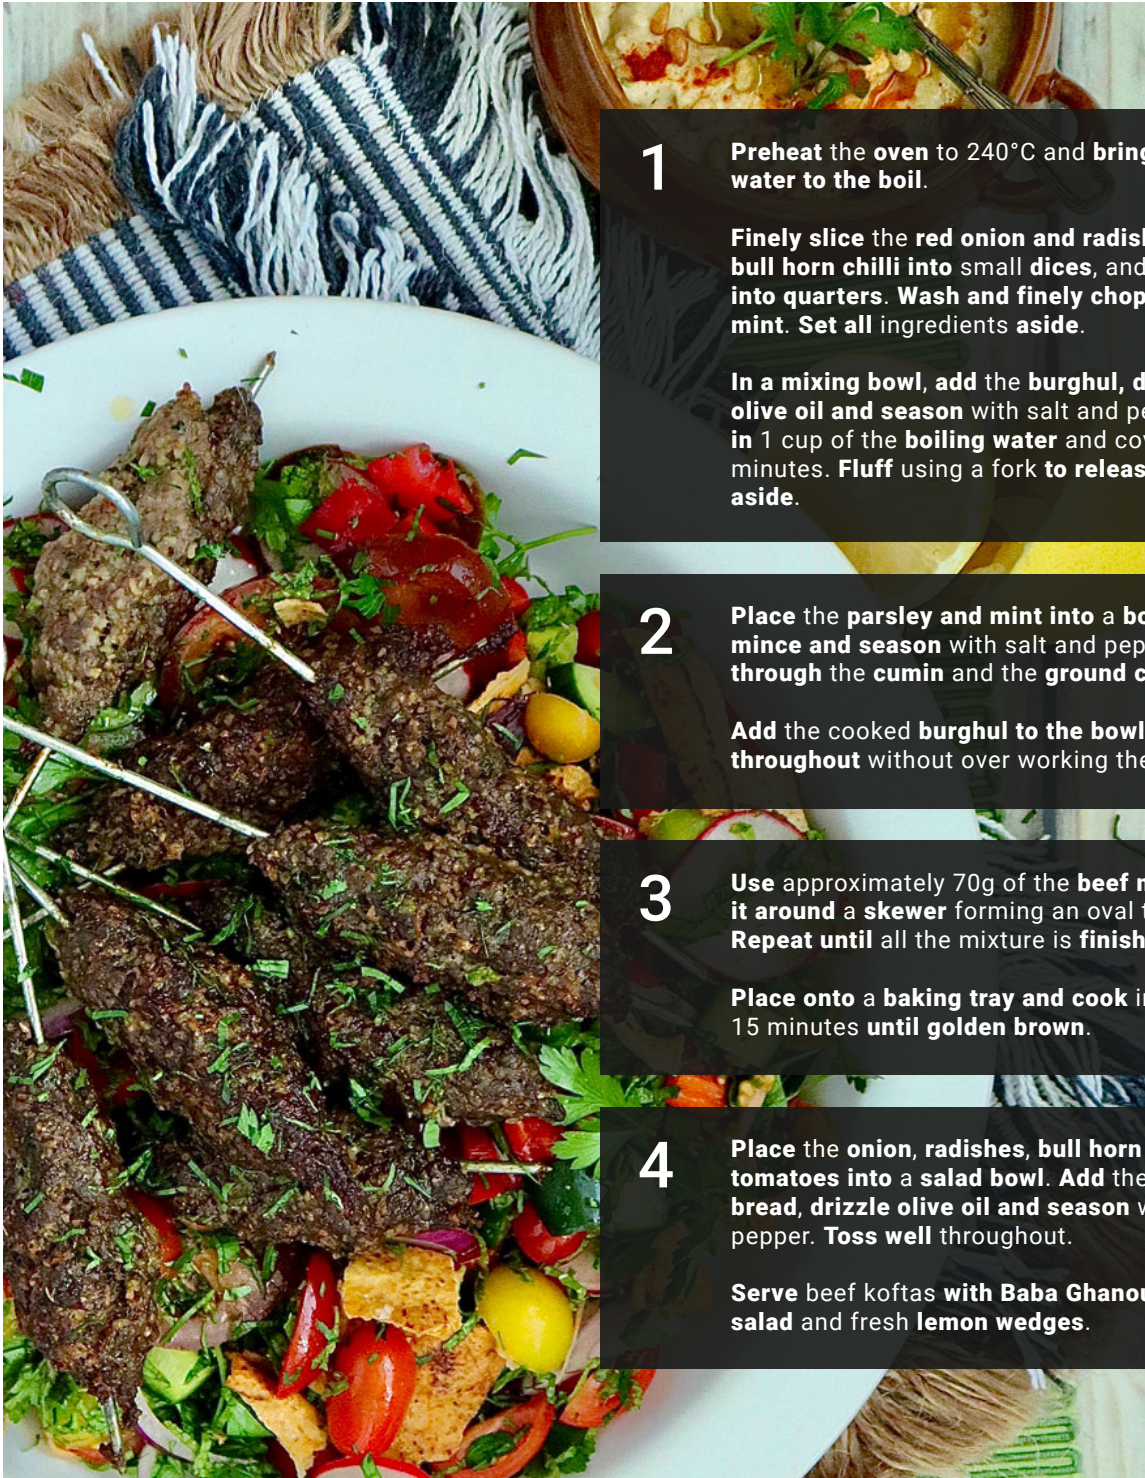 1
Preheat the oven to 240°C and bring
water to the boil.
Finely slice the red onion and
bull horn chilli into small dices, and
into quarters. Wash and finely chop
mint. Set all ingredients aside.
In a mixing bowl, add the burghul,
olive oil and season with salt and
in 1 cup of the boiling water and
minutes. Fluff using a fork to
aside.
2
Place the parsley and mint into a
mince and season with salt and
through the cumin and the ground
Add the cooked burghul to the bowl
throughout without over working the
3
Use approximately 70g of the beef
it around a skewer forming an oval
Repeat until all the mixture is
Place onto a baking tray and cook
15 minutes until golden brown.
4
Place the onion, radishes, bull horn
tomatoes into a salad bowl. Add the
bread, drizzle olive oil and season
pepper. Toss well throughout.
Serve beef koftas with Baba
salad and fresh lemon wedges.